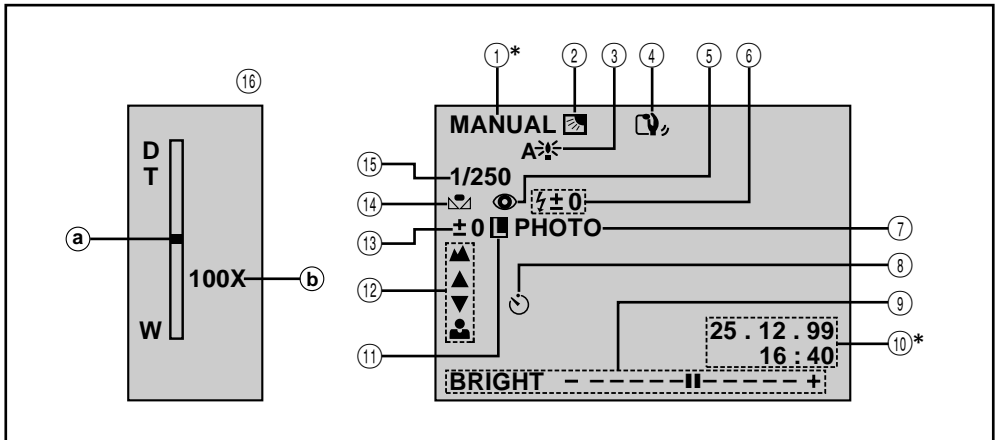 ① * ② ③ ④ ⑤ ⑥
⑯
D
T
W
ⓐ
100X
ⓑ
MANUAL
A
⑮ 1/250
⑭ ± 0
⑬ ± 0 PHOTO ⑦
⑫ ⑧
⑨
25 . 12 . 99
16 : 40
⑩ *
⑪
BRIGHT - - - - - - - - - - - - - +